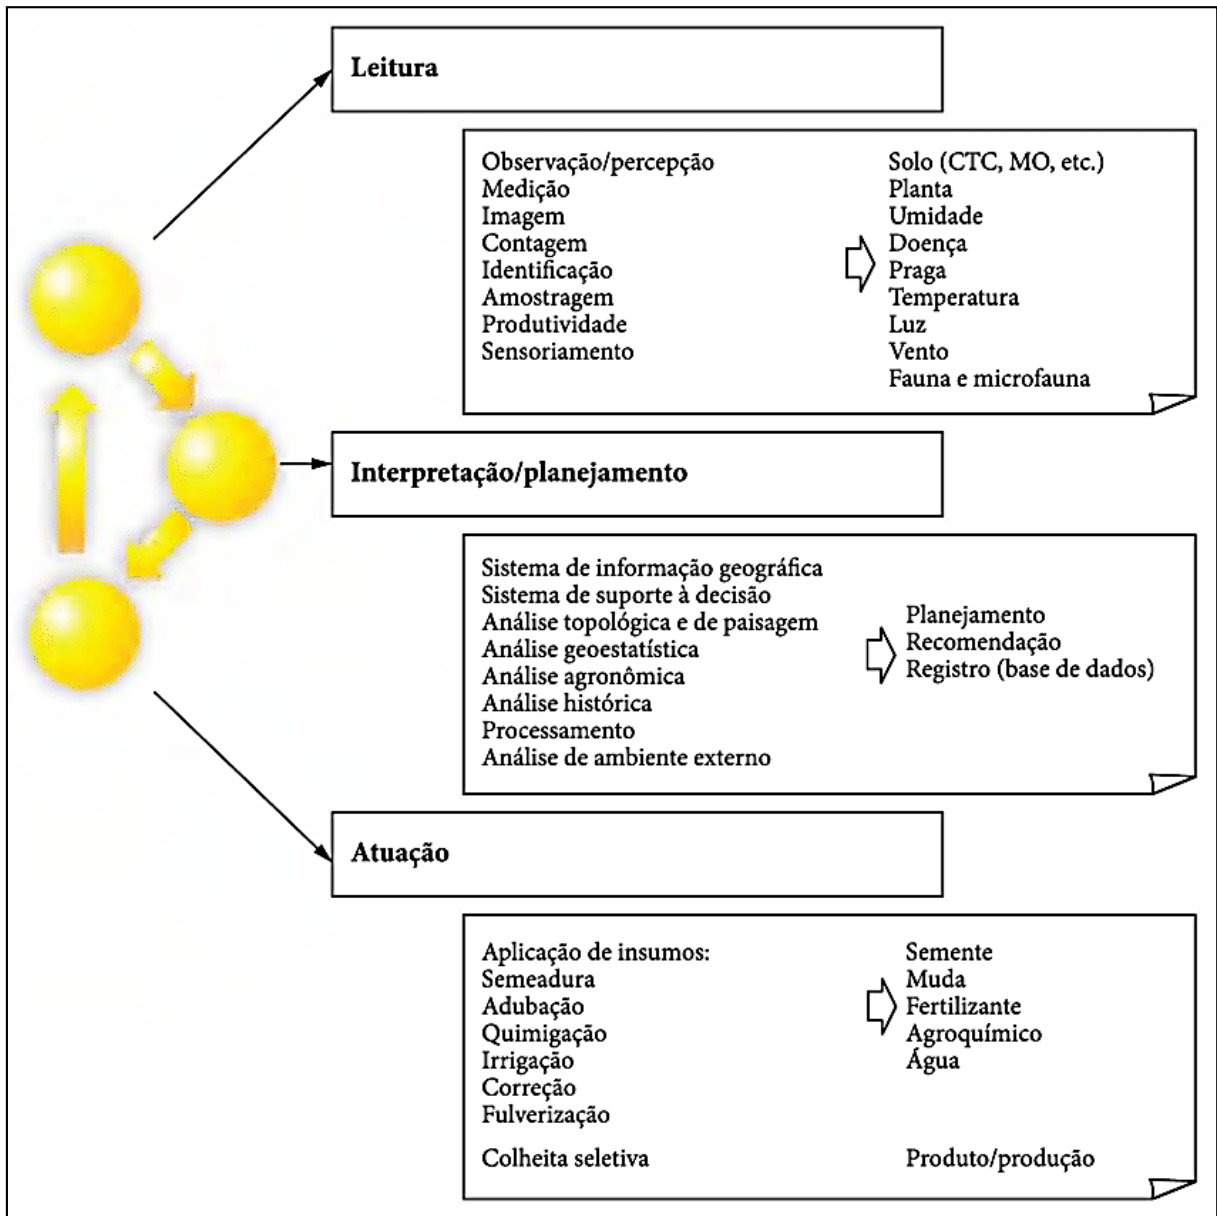 Leitura
Observação/percepção
Medição
Imagem
Contagem
Identificação
Amostragem
Produtividade
Sensoriamento
Solo (CTC, MO, etc.)
Planta
Umidade
Doença
Praga
Temperatura
Luz
Vento
Fauna e microfauna
Interpretação/planejamento
Sistema de informação geográfica
Sistema de suporte à decisão
Análise topológica e de paisagem
Análise geoestatística
Análise agronômica
Análise histórica
Processamento
Análise de ambiente externo
Planejamento
Recomendação
Registro (base de dados)
Atuação
Aplicação de insumos:
Semeadura
Adubação
Quimigação
Irrigação
Correção
Fulverização
Colheita seletiva
Semente
Muda
Fertilizante
Agroquímico
Água
Produto/produção